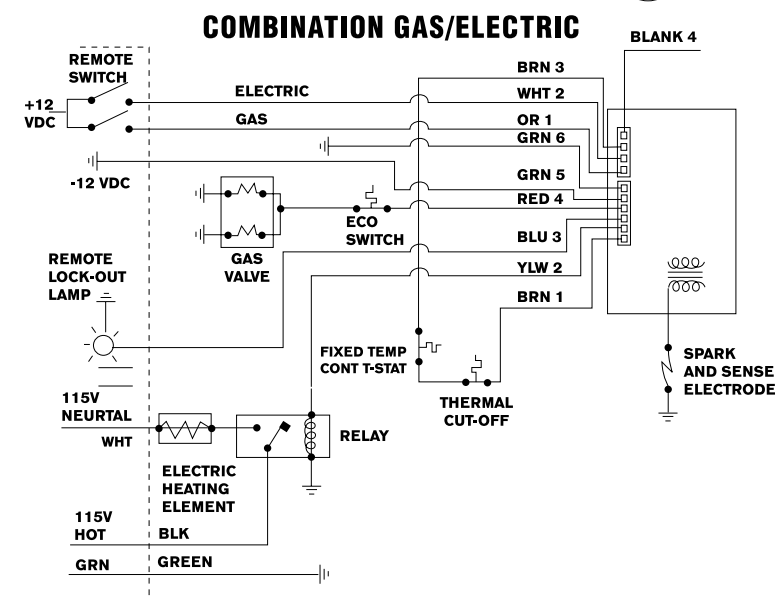 COMBINATION GAS/ELECTRIC
BLANK 4
REMOTE
SWITCH
BRN 3
ELECTRIC
WHT 2
+12
VDC
GAS
OR 1
GRN 6
-12 VDC
GRN 5
RED 4
ECO
SWITCH
BLU 3
GAS
VALVE
REMOTE
LOCK-OUT
LAMP
YLW 2
BRN 1
FIXED TEMP
CONT T-STAT
SPARK
AND SENSE
ELECTRODE
THERMAL
CUT-OFF
115V
NEURTAL
WHT
RELAY
ELECTRIC
HEATING
ELEMENT
115V
HOT
BLK
GRN
GREEN